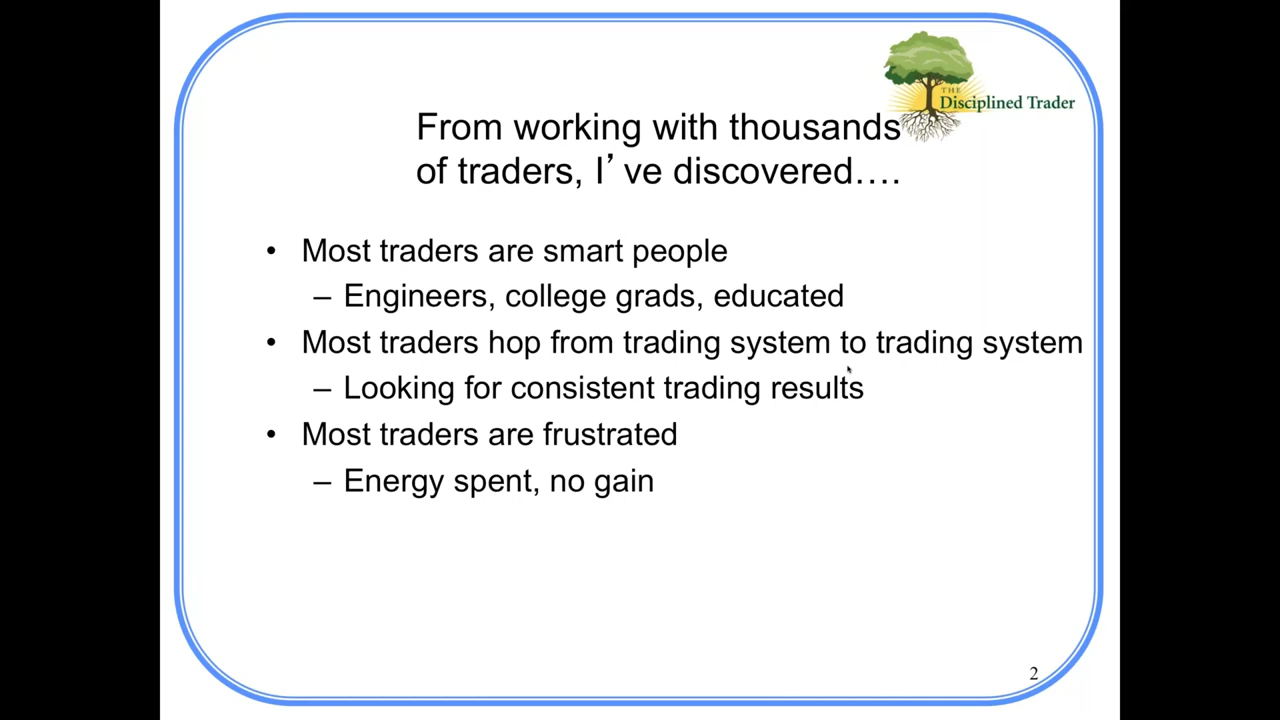 THE
Disciplined Trader
From working with thousands
of traders, I’ve discovered….
• Most traders are smart people
– Engineers, college grads, educated
• Most traders hop from trading system to trading system
– Looking for consistent trading results
• Most traders are frustrated
– Energy spent, no gain
2